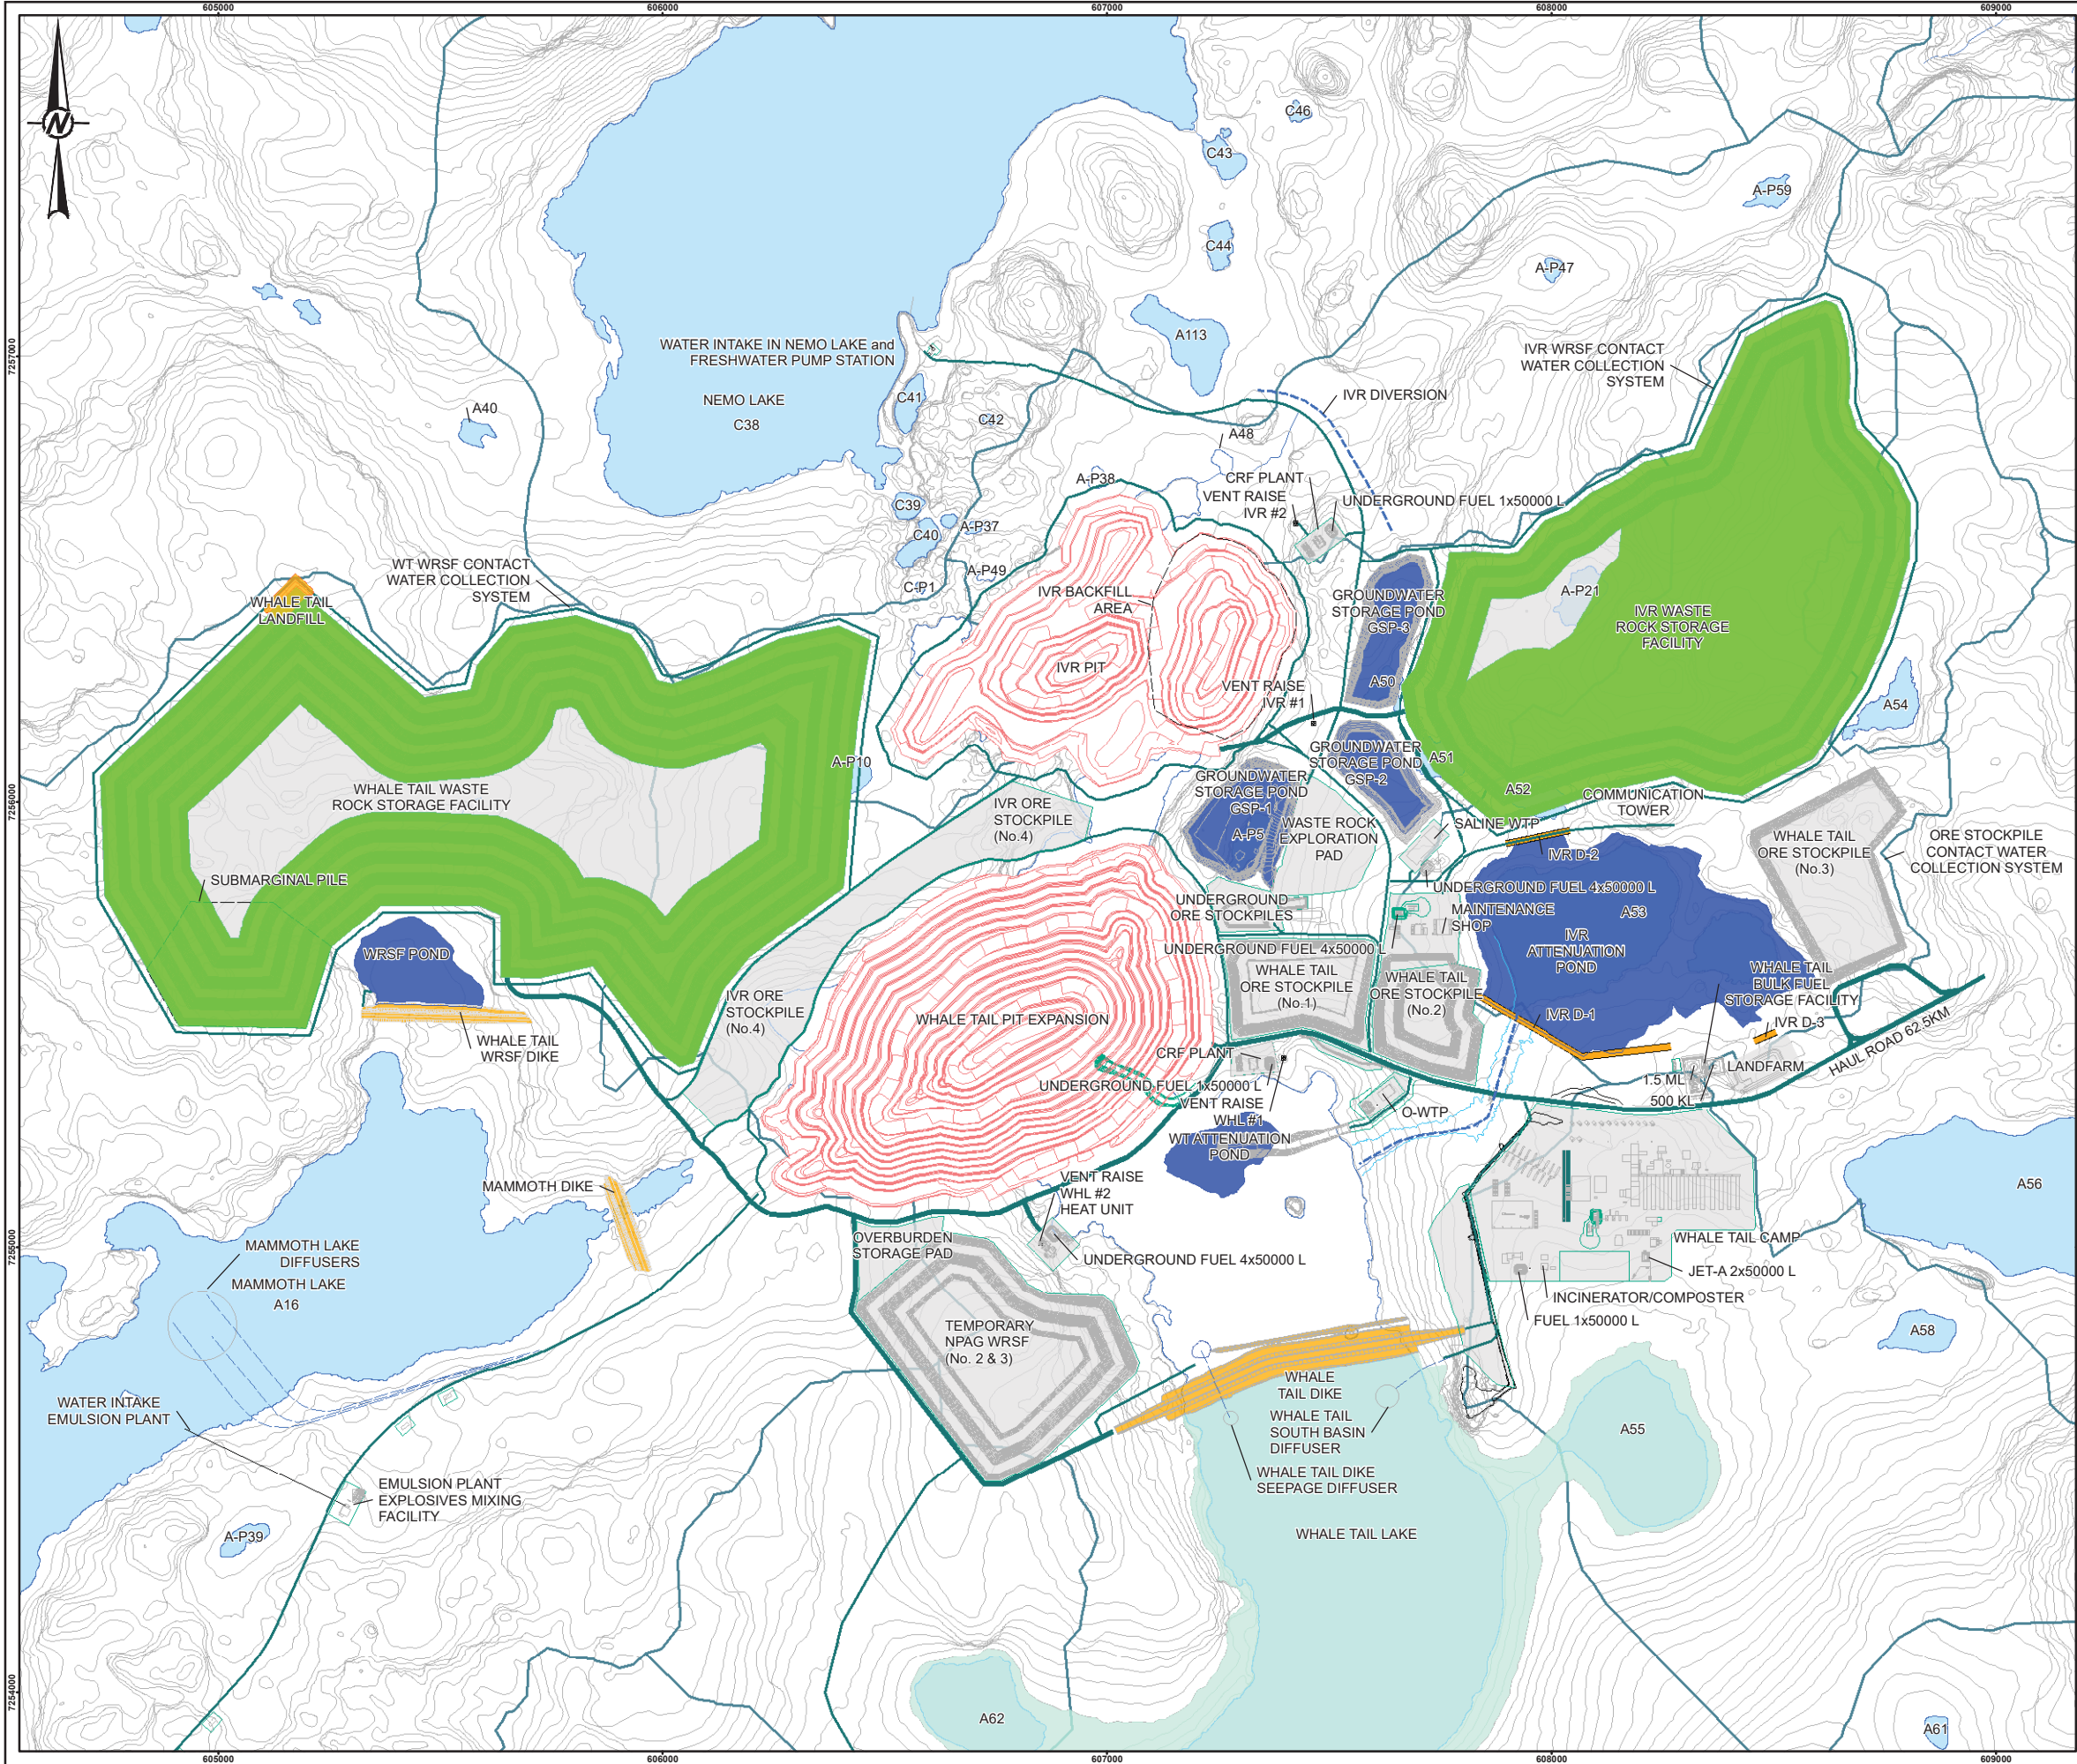 605000
606000
607000
608000
609000
N
C46
C43
A-P59
C44
A-P47
A113
7257000
WATER INTAKE IN NEMO LAKE and
FRESHWATER PUMP STATION
IVR WRSF CONTACT
WATER COLLECTION
SYSTEM
NEMO LAKE
C38
C41
C42
IVR DIVERSION
A40
A48
A-P38
CRF PLANT
VENT RAISE
IVR #2
UNDERGROUND FUEL 1x50000 L
C39
C40
A-P37
WT WRSF CONTACT
WATER COLLECTION
SYSTEM
A-P49
C-P1
IVR BACKFILL
AREA
GROUNDWATER
STORAGE POND
GSP-3
A-P21
IVR WASTE
ROCK STORAGE
FACILITY
WHALE TAIL
LANDFILL
IVR PIT
VENT RAISE
IVR #1
A50
A54
A-P10
GROUNDWATER
STORAGE POND
GSP-2
A51
GROUNDWATER
STORAGE POND
GSP-1
A-P5
A52
COMMUNICATION
TOWER
7256000
WHALE TAIL WASTE
ROCK STORAGE FACILITY
IVR ORE
STOCKPILE
(No.4)
WASTE ROCK
EXPLORATION
PAD
SALINE WTP
IVR D-2
WHALE TAIL
ORE STOCKPILE
(No.3)
ORE STOCKPILE
CONTACT WATER
COLLECTION SYSTEM
SUBMARGINAL PILE
UNDERGROUND FUEL 4x50000 L
UNDERGROUND
ORE STOCKPILES
MAINTENANCE
SHOP
A53
IVR
ATTENUATION
POND
WRSF POND
UNDERGROUND FUEL 4x50000 L
WHALE TAIL
ORE STOCKPILE
(No.1)
WHALE TAIL
ORE STOCKPILE
(No.2)
WHALE TAIL
BULK FUEL
STORAGE FACILITY
IVR ORE
STOCKPILE
(No.4)
WHALE TAIL PIT EXPANSION
IVR D-1
IVR D-3
WHALE TAIL
WRSF DIKE
CRF PLANT
HAUL ROAD 62.5KM
LANDFARM
UNDERGROUND FUEL 1x50000 L
1.5 ML
500 KL
VENT RAISE
WHL #1
O-WTP
WT ATTENUATION
POND
MAMMOTH DIKE
VENT RAISE
WHL #2
HEAT UNIT
A56
7255000
OVERBURDEN
STORAGE PAD
WHALE TAIL CAMP
MAMMOTH LAKE
DIFFUSERS
UNDERGROUND FUEL 4x50000 L
JET-A 2x50000 L
MAMMOTH LAKE
A16
INCINERATOR/COMPOSTER
FUEL 1x50000 L
A58
TEMPORARY
NPAG WRSF
(No. 2 & 3)
WHALE
TAIL DIKE
WATER INTAKE
EMULSION PLANT
WHALE TAIL
SOUTH BASIN
DIFFUSER
A55
WHALE TAIL DIKE
SEEPAGE DIFFUSER
EMULSION PLANT
EXPLOSIVES MIXING
FACILITY
A-P39
WHALE TAIL LAKE
7254000
A62
A61
605000
606000
607000
608000
609000